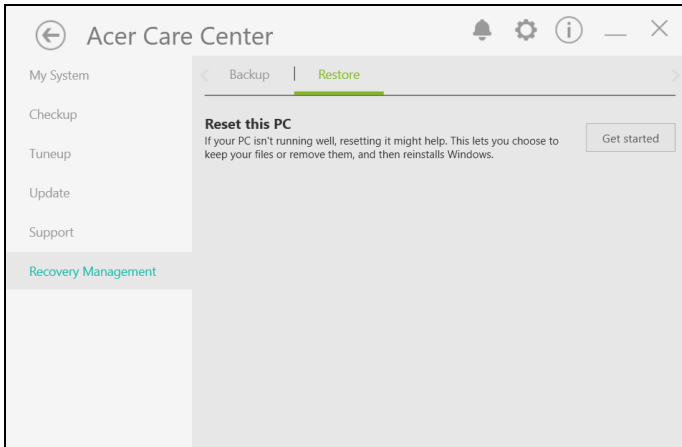 Acer Care Center
My System
Checkup
Tuneup
Update
Support
Recovery Management
Backup
Restore
Reset this PC
If your PC isn't running well, resetting it might help. This lets you choose to
keep your files or remove them, and then reinstalls Windows.
Get started